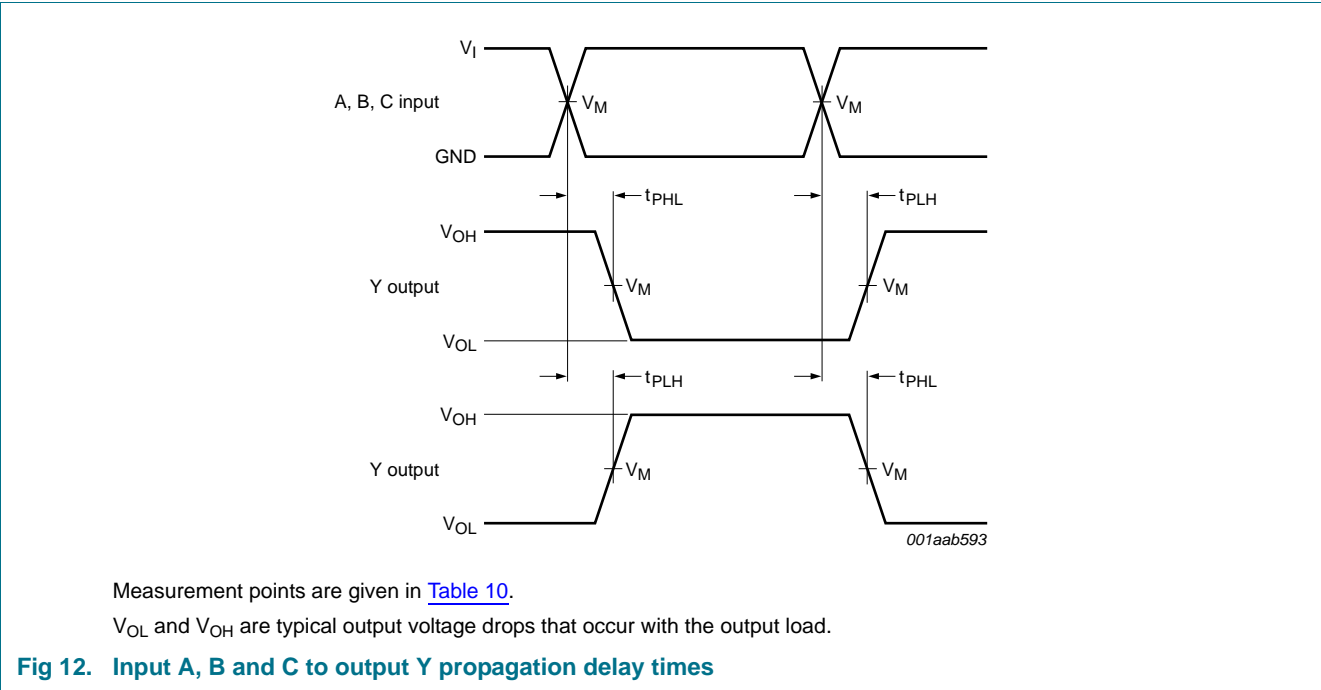 VI
A, B, C input
VM
VM
GND
tPHL
tPLH
VOH
Y output
VM
VM
VOL
tPLH
tPHL
VOH
Y output
VM
VM
VOL
001aab593
Measurement points are given in Table 10.
VOL and VOH are typical output voltage drops that occur with the output load.
Fig 12. Input A, B and C to output Y propagation delay times